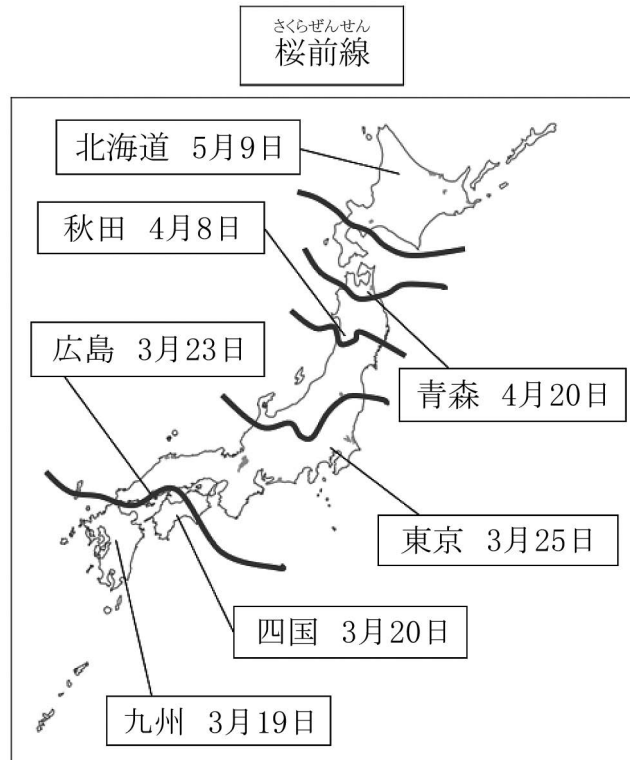 さくらぜんせん
桜前線
北海道 5月9日
秋田 4月8日
広島 3月23日
青森 4月20日
東京 3月25日
四国 3月20日
九州 3月19日